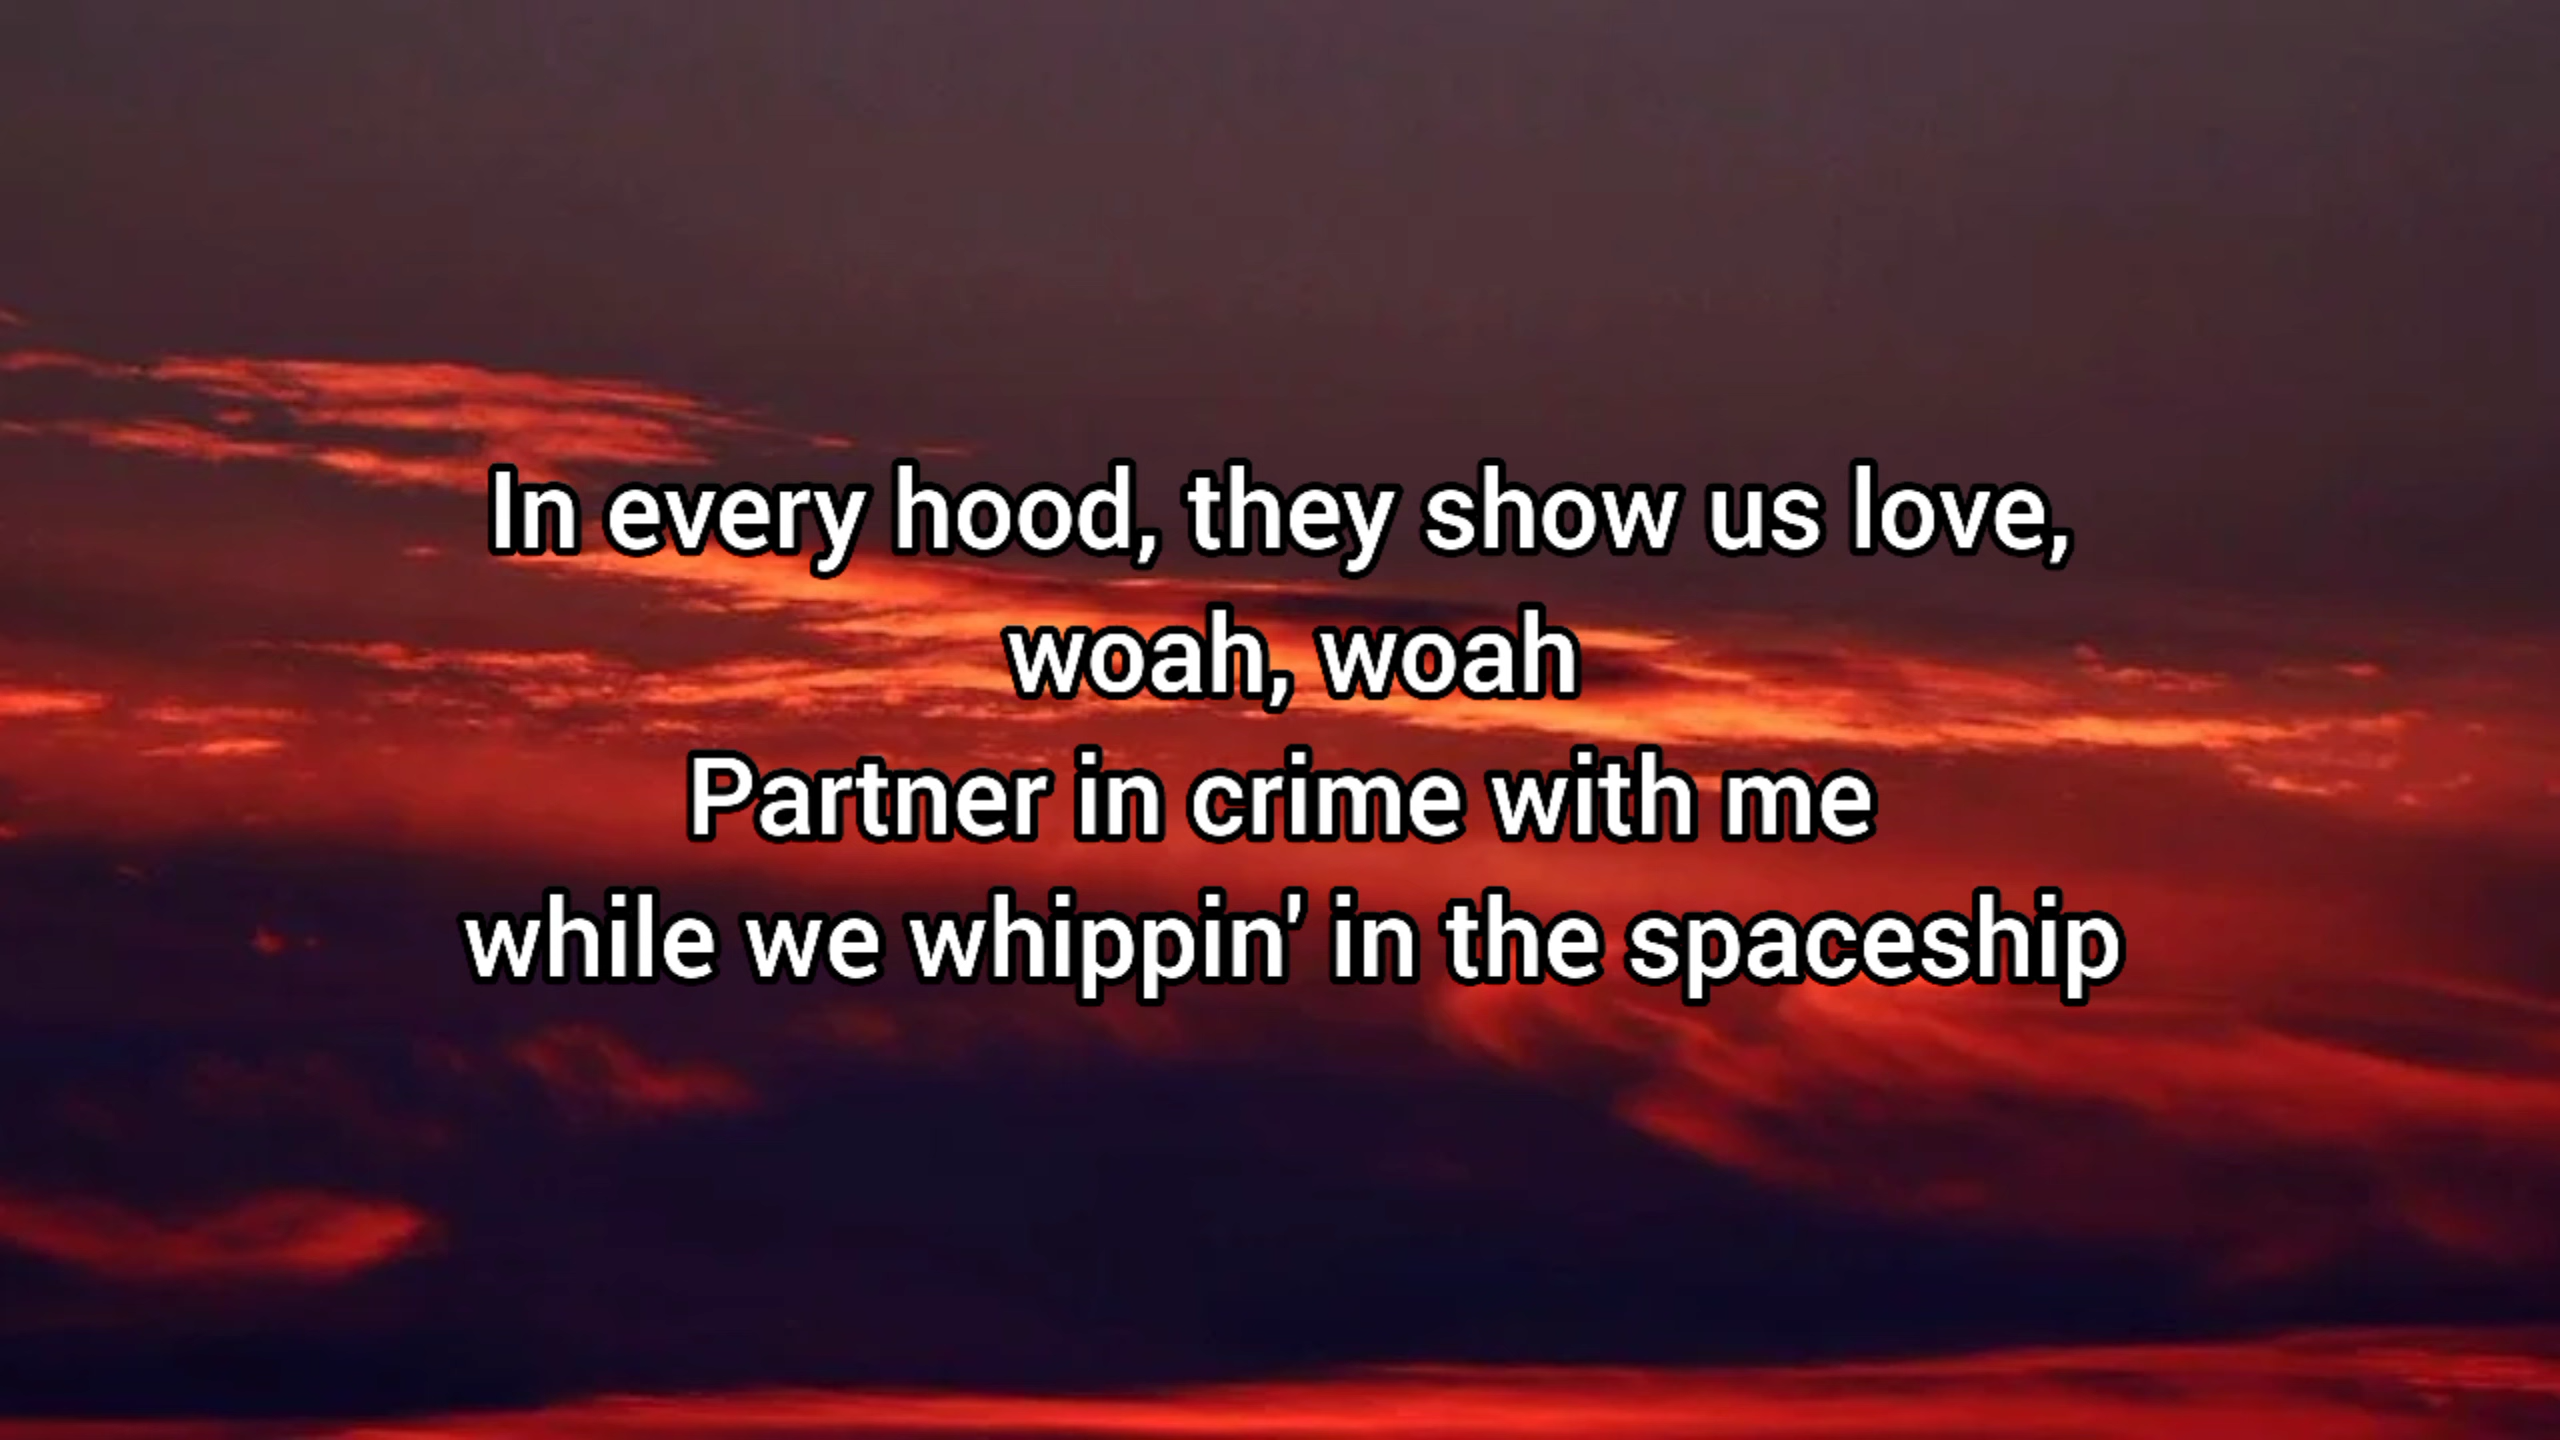 In every hood, they show us love,
woah, woah
Partner in crime with me
while we whippin' in the spaceship